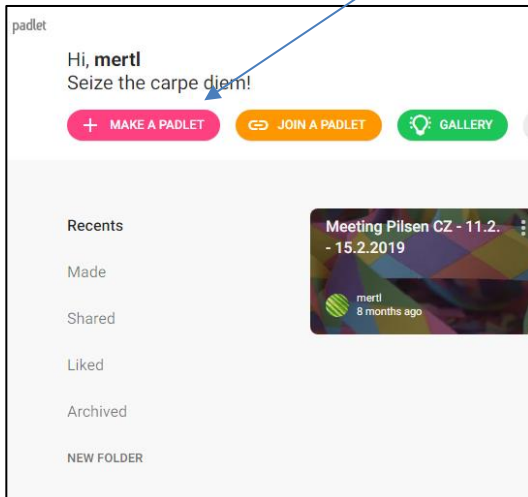 padlet
Hi, mertl
Seize the carpe diem!
+ MAKE A PADLET
JOIN A PADLET
GALLERY
Recents
Made
Shared
Liked
Archived
NEW FOLDER
Meeting Pilsen CZ - 11.2.
- 15.2.2019
mertl
8 months ago